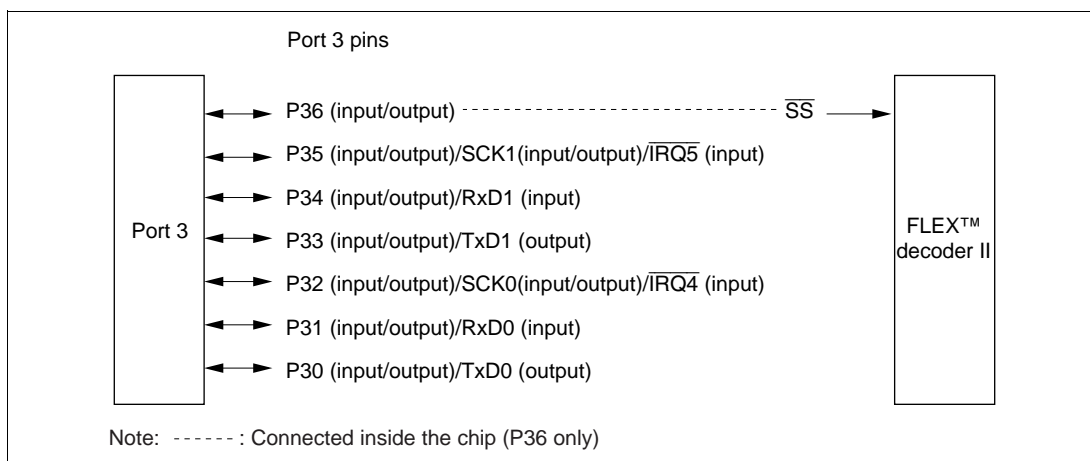 Port 3 pins
P36 (input/output) SS
P35 (input/output)/SCK1(input/output)/IRQ5 (input)
P34 (input/output)/RxD1 (input)
Port 3
P33 (input/output)/TxD1 (output)
FLEX™
decoder II
P32 (input/output)/SCK0(input/output)/IRQ4 (input)
P31 (input/output)/RxD0 (input)
P30 (input/output)/TxD0 (output)
Note: ------ : Connected inside the chip (P36 only)